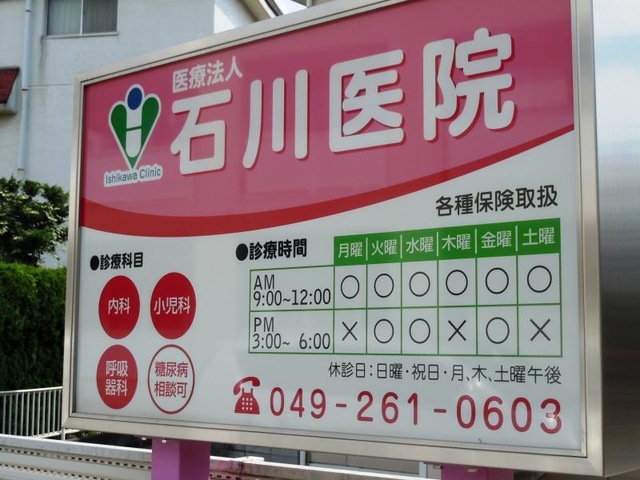 医療法人
石川医院
Ishikawa Clinic
各種保険取扱
●診療科目
内科
小児科
呼吸
器科
糖尿病
相談可
●診療時間 月曜 火曜 水曜 木曜 金曜 土曜
AM
9:00~12:00 ○ ○ ○ ○ ○ ○
PM
3:00~ 6:00 × ○ ○ × ○ ×
休診日:日曜・祝日・月、木、土曜午後
☎049-261-0603